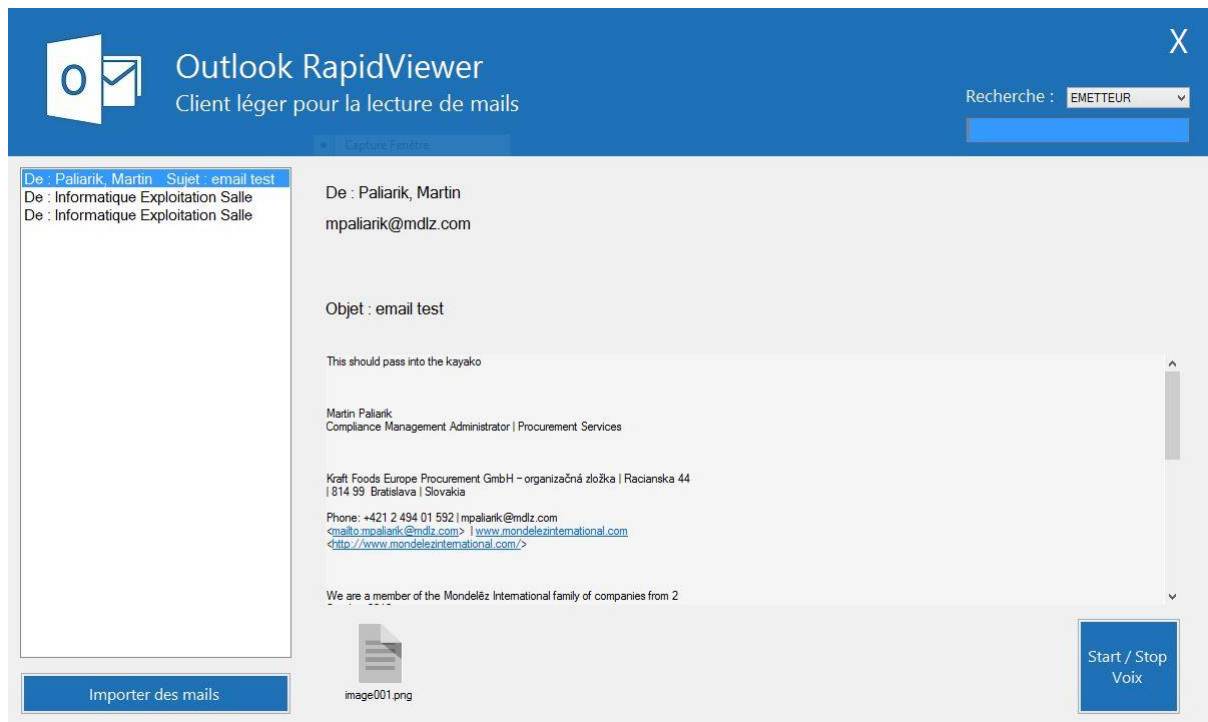 X
Outlook RapidViewer
Client léger pour la lecture de mails
Recherche : EMETTEUR
Capture Fenêtre
De : Paliarik, Martin Sujet : email test
De : Informatique Exploitation Salle
De : Informatique Exploitation Salle
De : Paliarik, Martin
mpaliarik@mdlz.com
Objet : email test
This should pass into the kayako
Martin Paliarik
Compliance Management Administrator | Procurement Services
Kraft Foods Europe Procurement GmbH – organizačná zložka | Racianska 44
| 814 99 Bratislava | Slovakia
Phone: +421 2 494 01 592 | mpaliarik@mdlz.com
<mailto:mpaliarik@mdlz.com> | www.mondelezinternational.com
<http://www.mondelezinternational.com/>
We are a member of the Mondelēz International family of companies from 2
image001.png
Start / Stop
Voix
Importer des mails